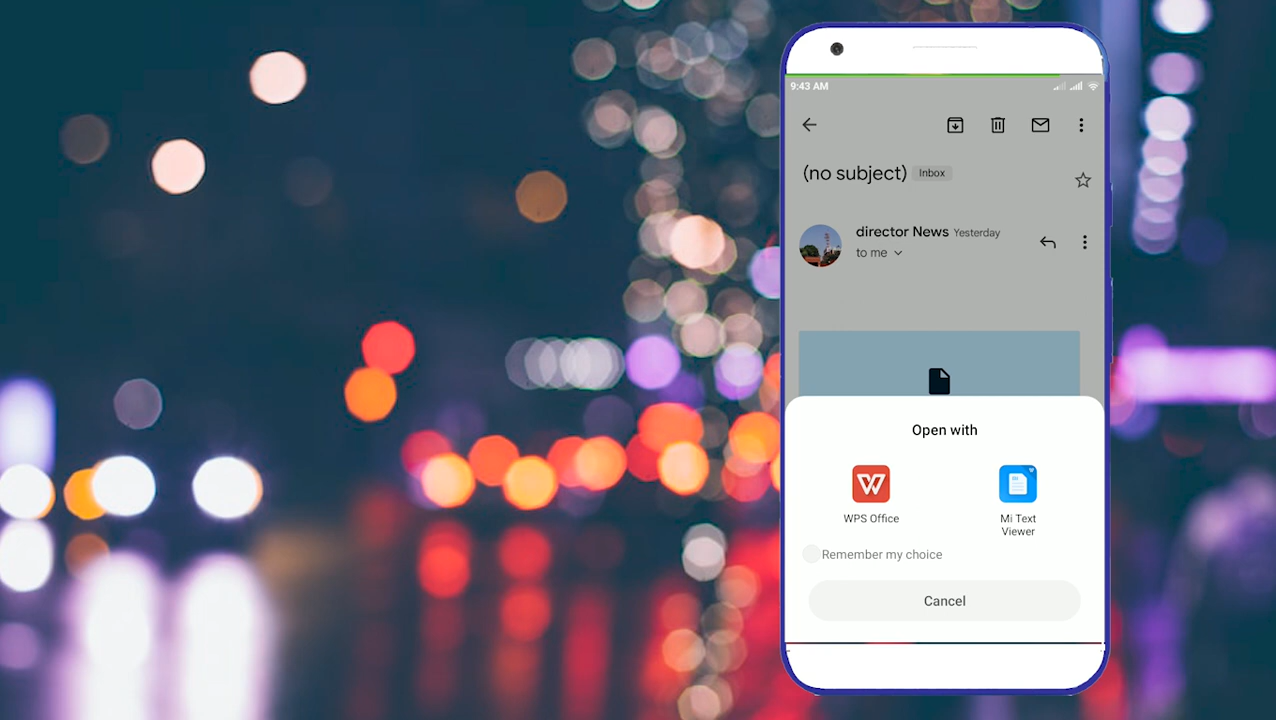 9:43 AM
(no subject) Inbox
director News Yesterday
to me
Open with
WPS Office
Mi Text
Viewer
Remember my choice
Cancel